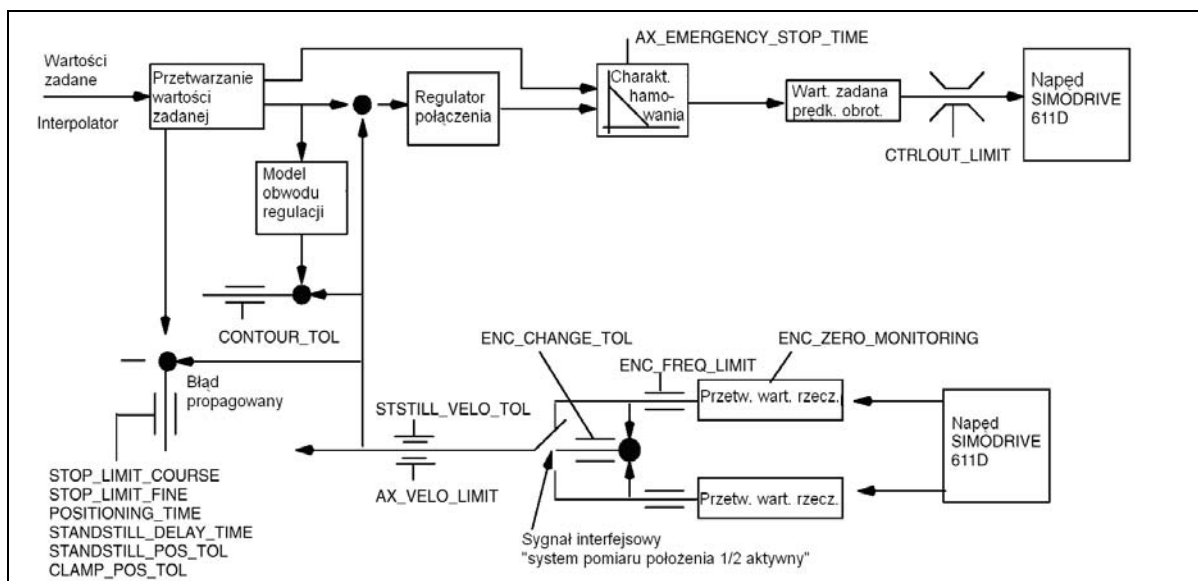 Wartości
zadane
Interpolator
Przetwarzanie
wartości
zadanej
Regulator
połączenia
AX_EMERGENCY_STOP_TIME
Charakt.
hamo-
wania
Wart. zadana
prędk. obrot.
CTRLOUT_LIMIT
Napęd
SIMODRIVE
611D
Model
obwodu
regulacji
CONTOUR_TOL
Błąd
propagowany
STOP_LIMIT_COURSE
STOP_LIMIT_FINE
POSITIONING_TIME
STANDSTILL_DELAY_TIME
STANDSTILL_POS_TOL
CLAMP_POS_TOL
STSTILL_VELO_TOL
AX_VELO_LIMIT
ENC_CHANGE_TOL
ENC_FREQ_LIMIT
ENC_ZERO_MONITORING
Przetw. wart. rzecz.
Przetw. wart. rzecz.
Napęd
SIMODRIVE
611D
Sygnał interfejsowy
"system pomiaru położenia 1/2 aktywny"